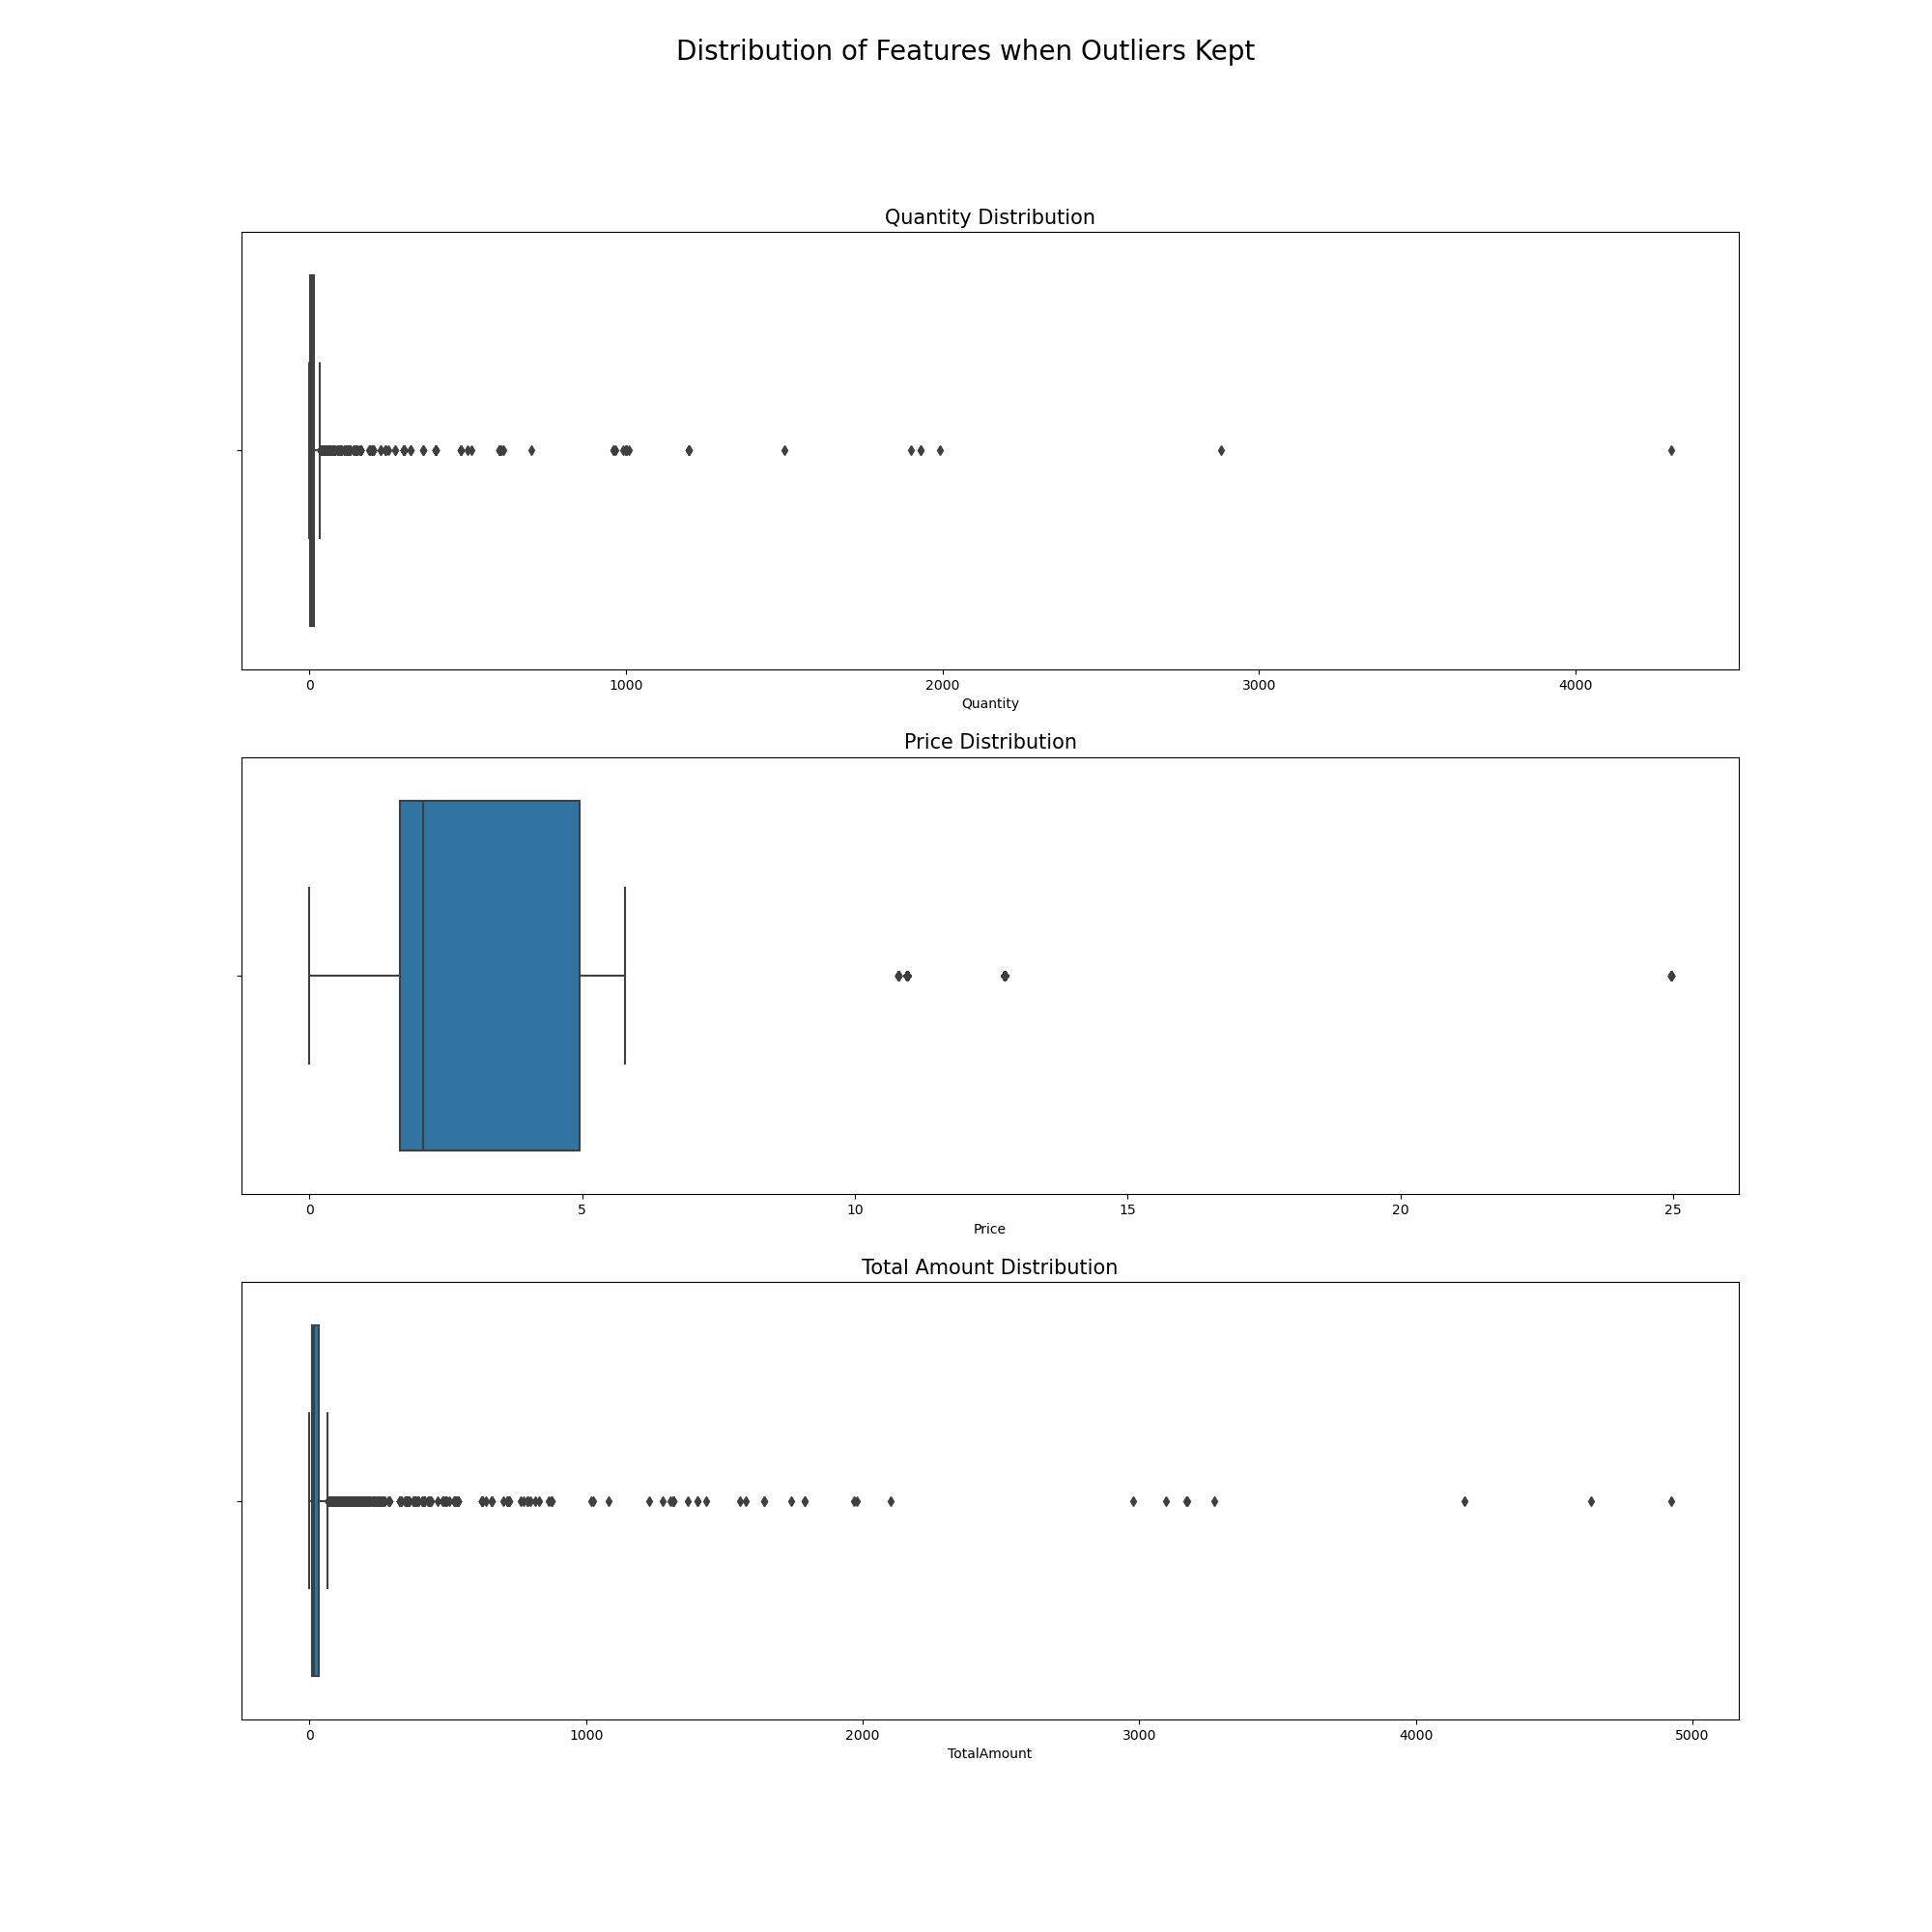 Distribution of Features when Outliers Kept
Quantity Distribution
0 1000 2000 3000 4000
Quantity
Price Distribution
0 5 10 15 20 25
Price
Total Amount Distribution
0 1000 2000 3000 4000 5000
TotalAmount